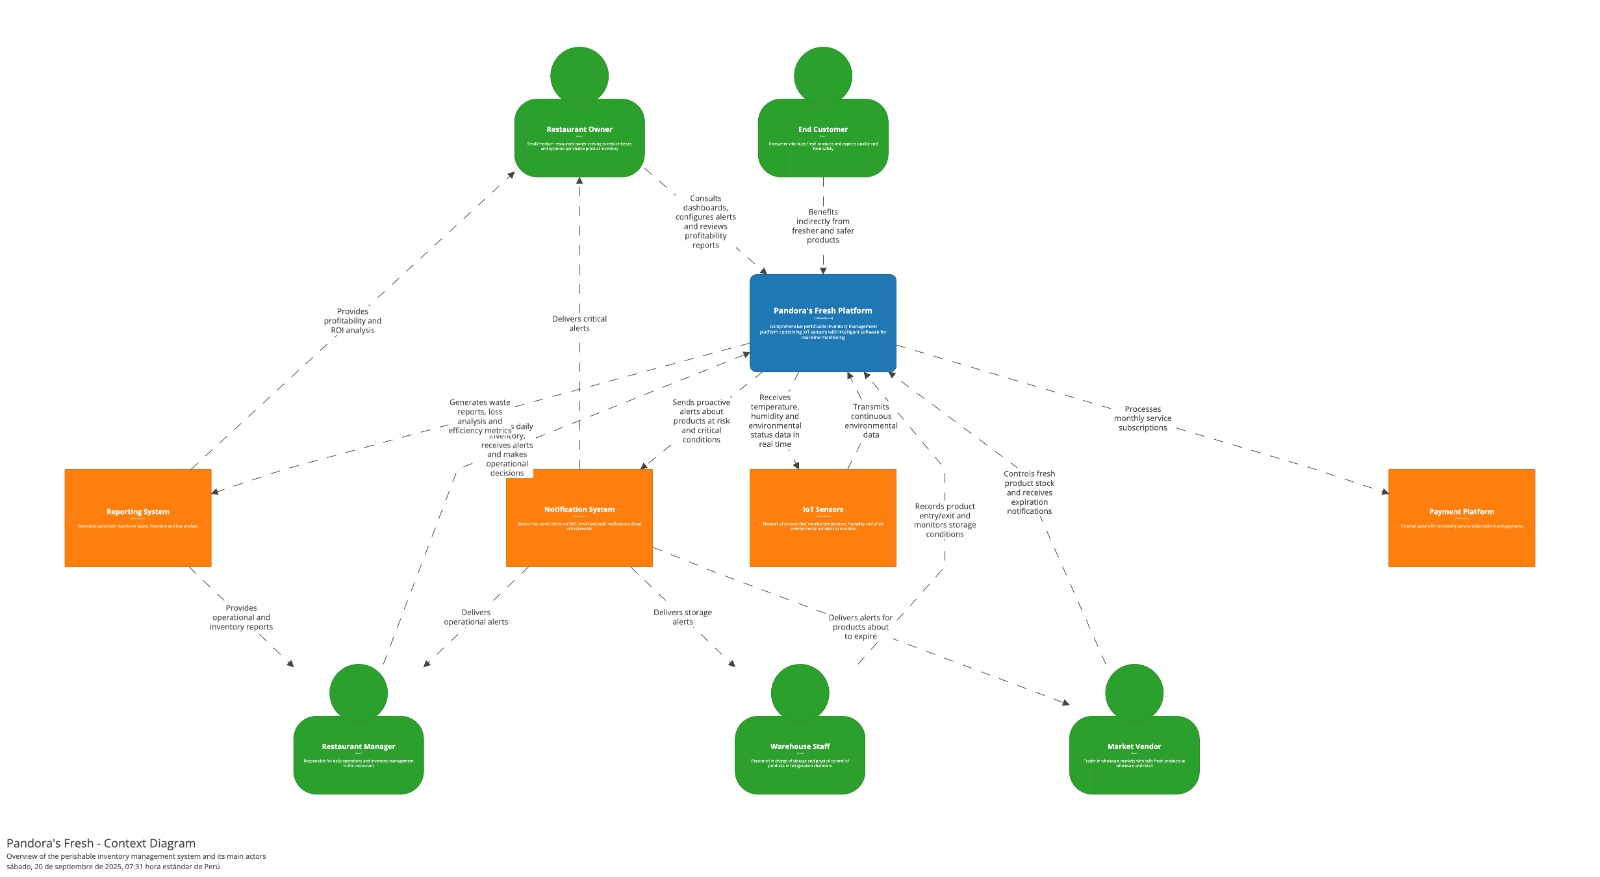 Restaurant Owner
Small/medium restaurant owner seeking to reduce losses
and optimize perishable product inventory
End Customer
Consumer who buys fresh products and expects quality and
food safety
Consults
dashboards,
configures alerts
and reviews
profitability
reports
Benefits
indirectly from
fresher and safer
products
Provides
profitability and
ROI analysis
Delivers critical
alerts
Pandora's Fresh Platform
Comprehensive perishable inventory management
platform combining IoT sensors with intelligent software for
real-time monitoring
Generates waste
reports, loss
analysis and
efficiency metrics
daily
inventory,
receives alerts
and makes
operational
decisions
Sends proactive
alerts about
products at risk
and critical
conditions
Receives
temperature,
humidity and
environmental
status data in
real time
Transmits
continuous
environmental
data
Processes
monthly service
subscriptions
Controls fresh
product stock
and receives
expiration
notifications
Records product
entry/exit and
monitors storage
conditions
Reporting System
Generates automatic reports on waste, inventory and loss analysis
Notification System
Service that sends alerts via SMS, email and push notifications about
critical events
IoT Sensors
Network of sensors that monitor temperature, humidity and other
environmental variables in real time
Payment Platform
External system for processing service subscriptions and payments
Provides
operational and
inventory reports
Delivers
operational alerts
Delivers storage
alerts
Delivers alerts for
products about
to expire
Restaurant Manager
Responsible for daily operations and inventory management
in the restaurant
Warehouse Staff
Personnel in charge of storage and physical control of
products in refrigeration chambers
Market Vendor
Trader in wholesale markets who sells fresh products at
wholesale and retail
Pandora's Fresh - Context Diagram
Overview of the perishable inventory management system and its main actors
sábado, 20 de septiembre de 2025, 07:31 hora estándar de Perú